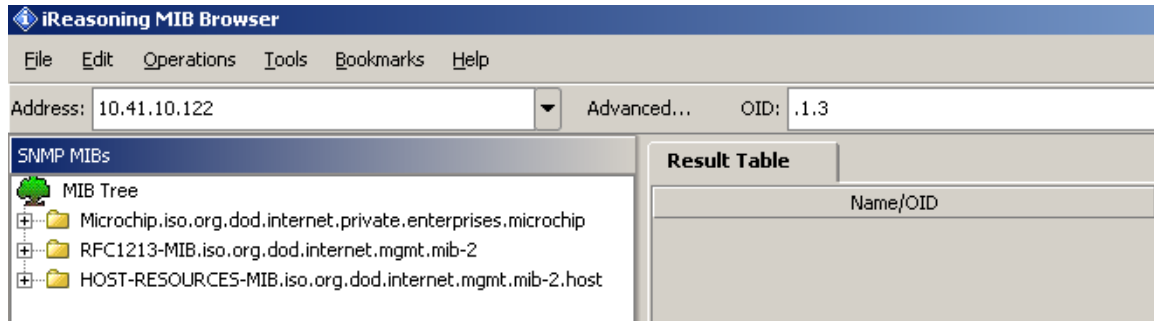 iReasoning MIB Browser
File Edit Operations Tools Bookmarks Help
Address: 10.41.10.122 Advanced... OID: .1.3
SNMP MIBs
Result Table
MIB Tree
Name/OID
Microchip.iso.org.dod.internet.private.enterprises.microchip
RFC1213-MIB.iso.org.dod.internet.mgmt.mib-2
HOST-RESOURCES-MIB.iso.org.dod.internet.mgmt.mib-2.host